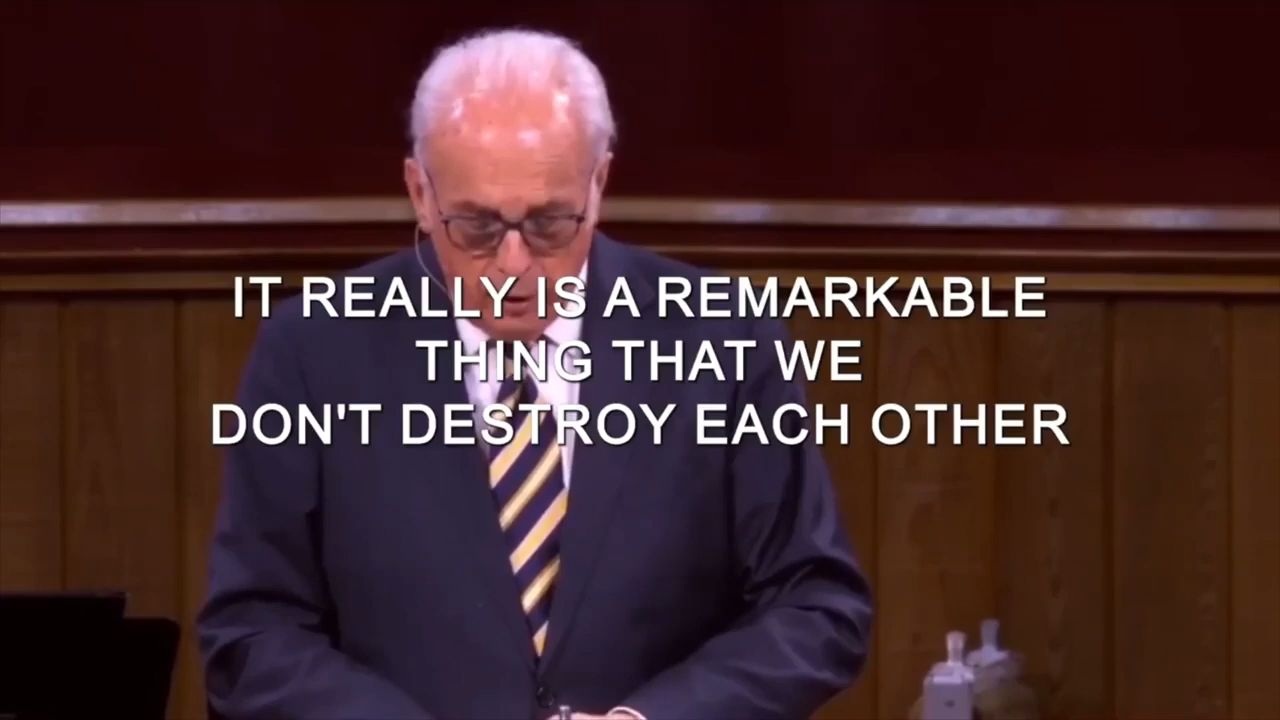 IT REALLY IS A REMARKABLE
THING THAT WE
DON'T DESTROY EACH OTHER